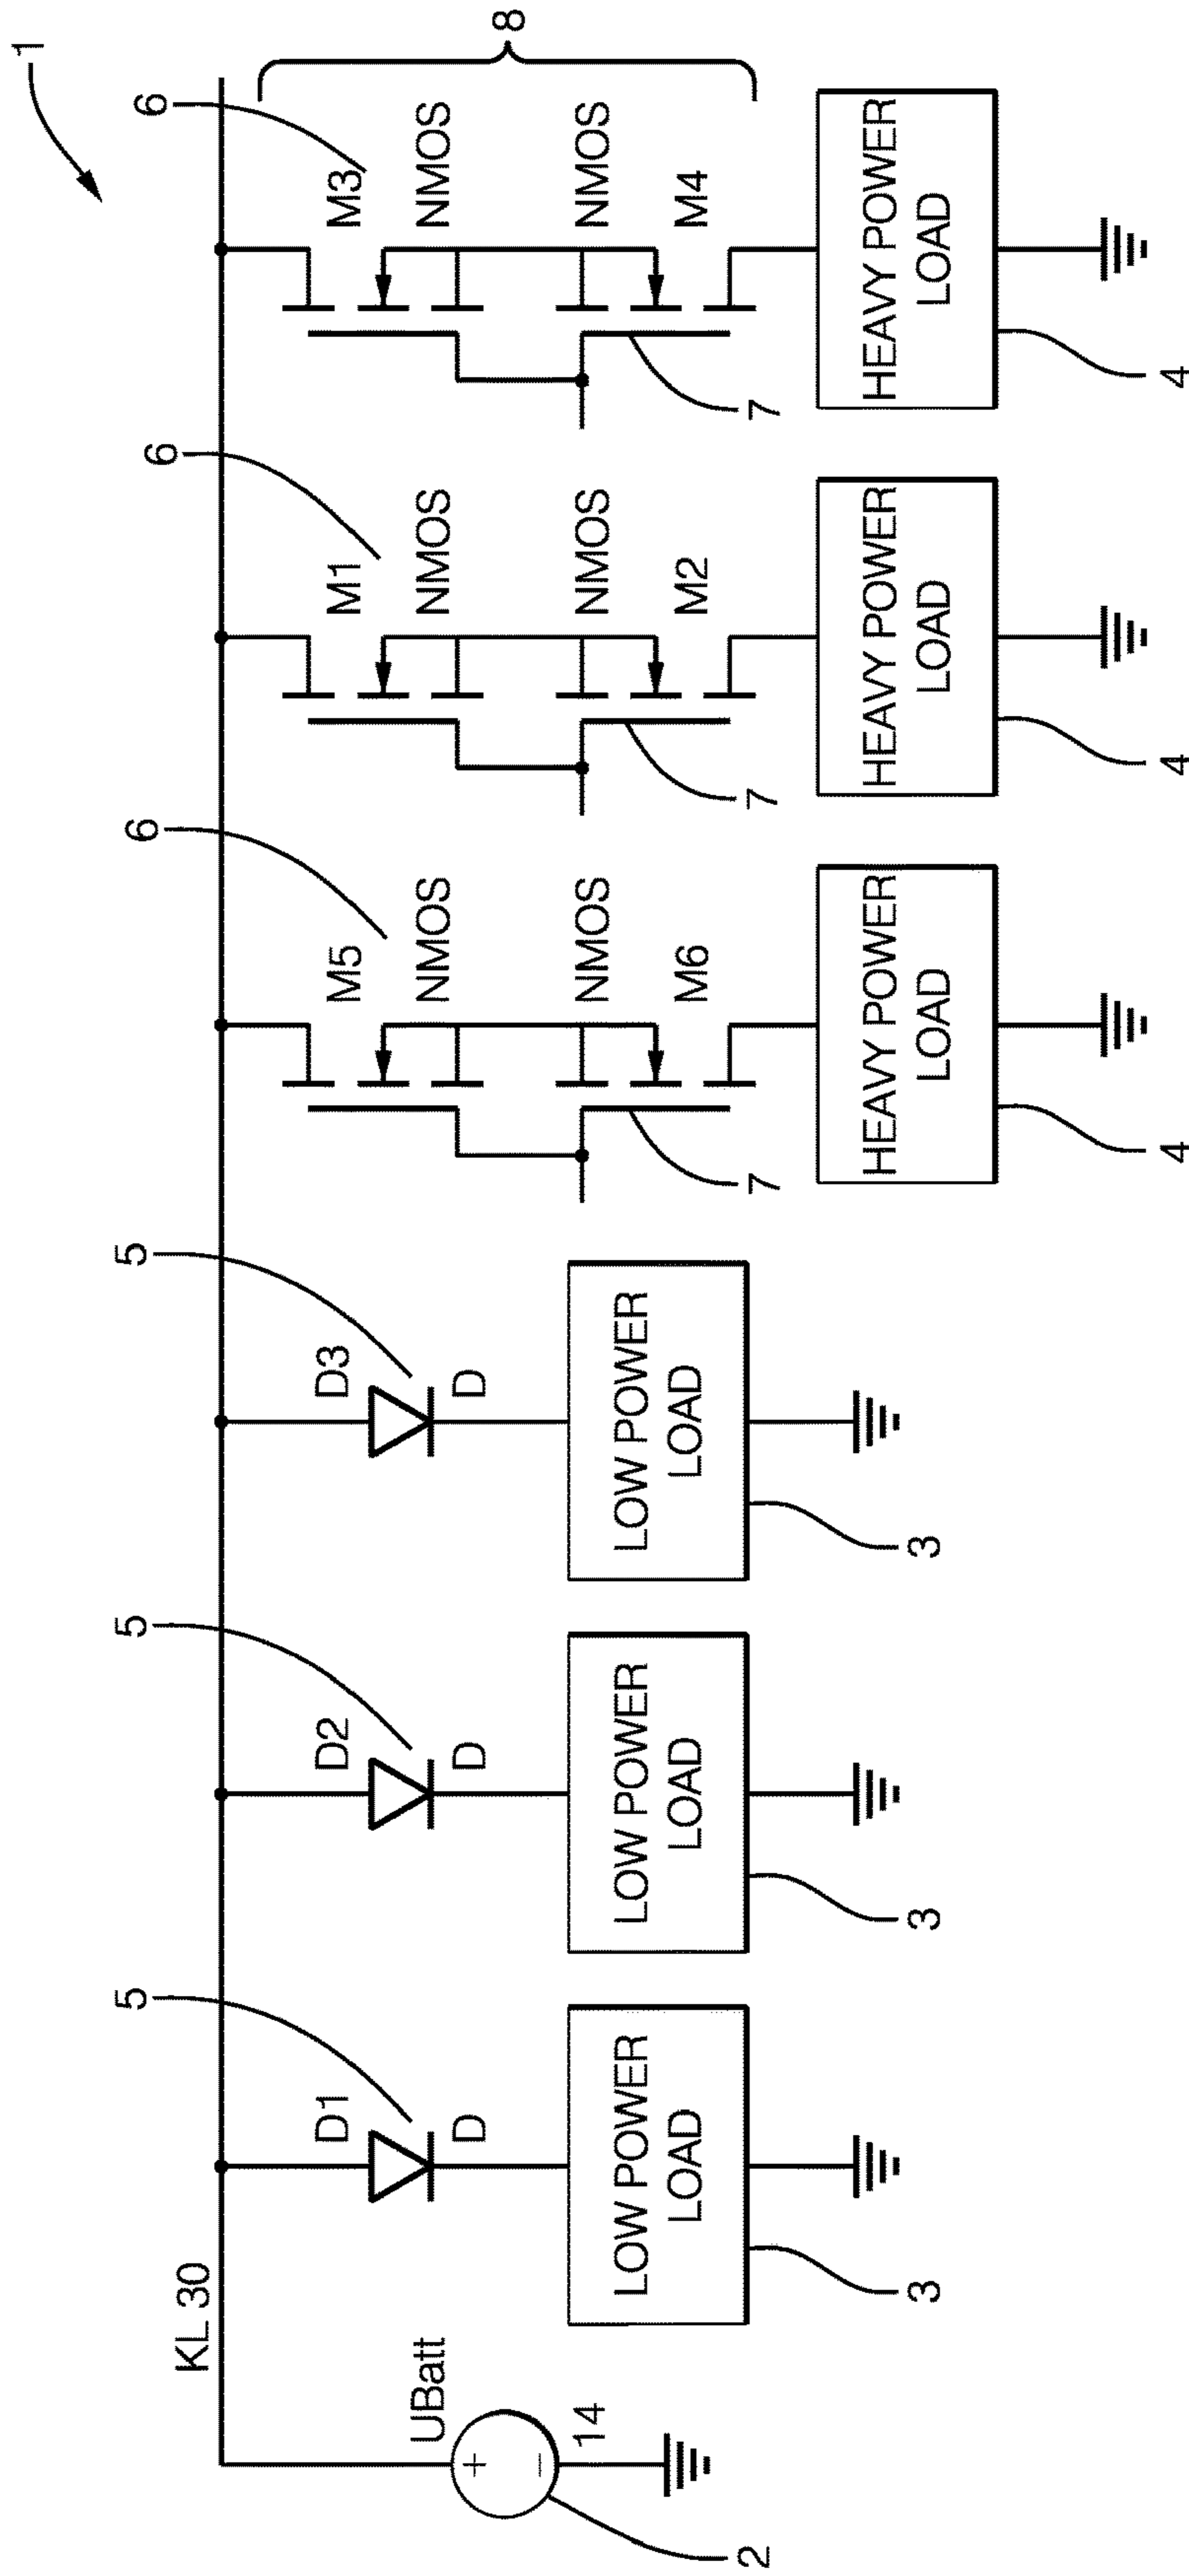 1
KL 30
5
5
5
6
6
6
8
D1
D2
D3
M5
M1
M3
UBatt
+
−
14
2
D
D
D
NMOS
NMOS
NMOS
NMOS
NMOS
NMOS
M6
M2
M4
7
7
7
LOW POWER
LOAD
LOW POWER
LOAD
LOW POWER
LOAD
HEAVY POWER
LOAD
HEAVY POWER
LOAD
HEAVY POWER
LOAD
3
3
3
4
4
4